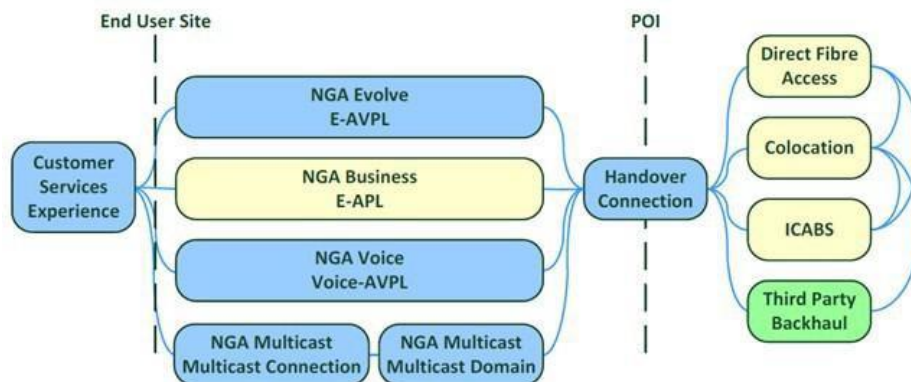 End User Site
POI
Customer
Services
Experience
NGA Evolve
E-AVPL
NGA Business
E-APL
NGA Voice
Voice-AVPL
NGA Multicast
Multicast Connection
NGA Multicast
Multicast Domain
Handover
Connection
Direct Fibre
Access
Colocation
ICABS
Third Party
Backhaul